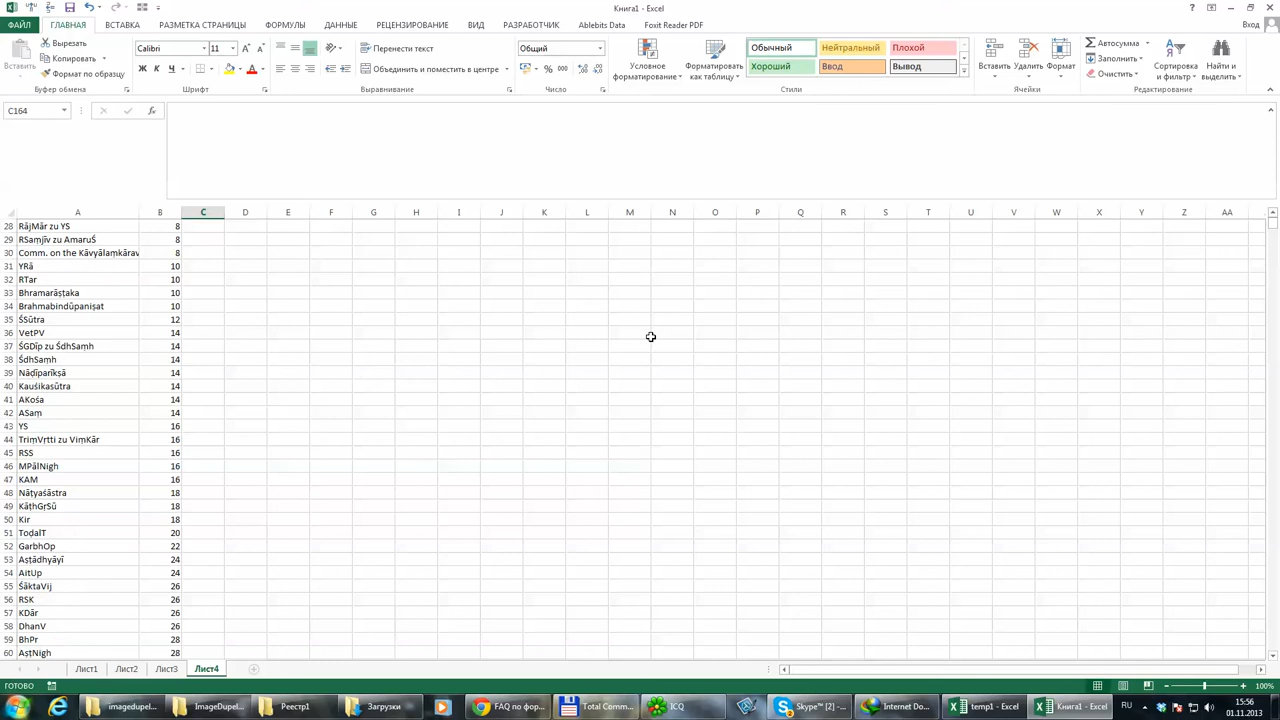 Книга1 - Excel
ФАЙЛ ГЛАВНАЯ ВСТАВКА РАЗМЕТКА СТРАНИЦЫ ФОРМУЛЫ ДАННЫЕ РЕЦЕНЗИРОВАНИЕ ВИД РАЗРАБОТЧИК Ablebits Data Foxit Reader PDF Вход
Вставить Вырезать Копировать Формат по образцу
Буфер обмена
Calibri 11
Ж К Ч
Шрифт
Перенести текст
Объединить и поместить в центре
Выравнивание
Общий
% 000
Число
Условное форматирование Форматировать как таблицу
Обычный Нейтральный Плохой
Хороший Ввод Вывод
Стили
Вставить Удалить Формат
Ячейки
Автосумма
Заполнить
Очистить
Сортировка и фильтр
Найти и выделить
Редактирование
C164
A B C D E F G H I J K L M N O P Q R S T U V W X Y Z AA
28 RājMār zu YS 8
29 RSaṃjīv zu AmaruŚ 8
30 Comm. on the Kāvyālaṃkārav 8
31 YRā 10
32 RTar 10
33 Bhramarāṣṭaka 10
34 Brahmabindūpaniṣat 10
35 ŚSūtra 12
36 VetPV 14
37 ŚGDīp zu ŚdhSaṃh 14
38 ŚdhSaṃh 14
39 Nāḍīparīkṣā 14
40 Kauśikasūtra 14
41 AKośa 14
42 ASaṃ 14
43 YS 16
44 TriṃVṛtti zu ViṃKār 16
45 RSS 16
46 MPālNigh 16
47 KAM 16
48 Nāṭyaśāstra 18
49 KāṭhGṛSū 18
50 Kir 18
51 ToḍalT 20
52 GarbhOp 22
53 Aṣṭādhyāyī 24
54 AitUp 24
55 ŚāktaVij 26
56 RSK 26
57 KDār 26
58 DhanV 26
59 BhPr 28
60 AṣṭNigh 28
Лист1 Лист2 Лист3 Лист4
ГОТОВО 100%
imagedupel... ImageDupel... Реестр1 Загрузки FAQ по фор... Total Comm... ICQ Skype™ [2] -... Internet Do... temp1 - Excel Книга1 - Excel RU 15:56
01.11.2013